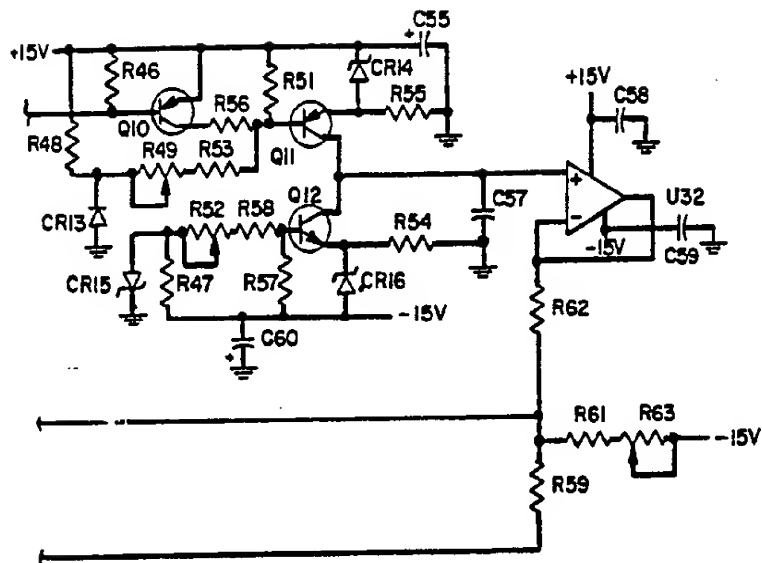 C55
+
+15V
R46
R51
CR14
R55
+15V
C58
R56
Q10
R48
R49
R53
Q11
Q12
+
-
U32
C57
CR13
R52
R58
R54
-15V
C59
CR15
R47
R57
CR16
-15V
R62
C60
+
R61
R63
-15V
R59